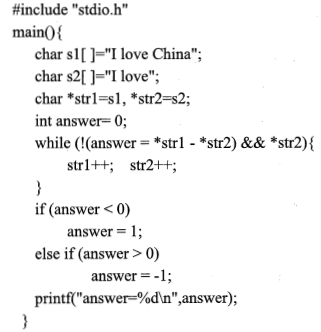 #include "stdio.h"
main(){
char s1[ ]="I love China";
char s2[ ]="I love";
char *str1=s1, *str2=s2;
int answer= 0;
while (!(answer = *str1 - *str2) && *str2){
str1++; str2++;
}
if (answer < 0)
answer = 1;
else if (answer > 0)
answer = -1;
printf("answer=%d\n",answer);
}